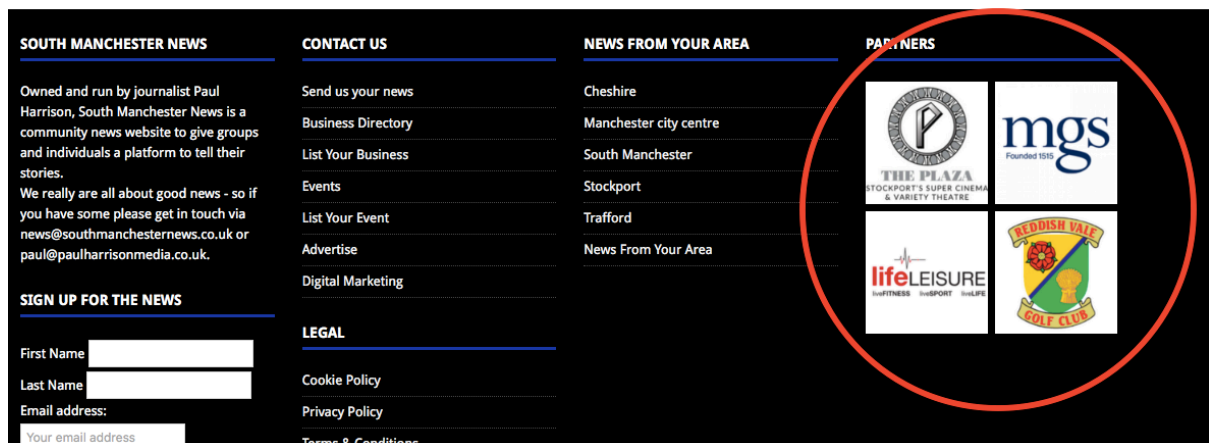 SOUTH MANCHESTER NEWS
Owned and run by journalist Paul
Harrison, South Manchester News is a
community news website to give groups
and individuals a platform to tell their
stories.
We really are all about good news - so if
you have some please get in touch via
news@southmanchesternews.co.uk or
paul@paulharrisonmedia.co.uk.
SIGN UP FOR THE NEWS
First Name
Last Name
Email address:
Your email address
CONTACT US
Send us your news
Business Directory
List Your Business
Events
List Your Event
Advertise
Digital Marketing
LEGAL
Cookie Policy
Privacy Policy
Terms & Conditions
NEWS FROM YOUR AREA
Cheshire
Manchester city centre
South Manchester
Stockport
Trafford
News From Your Area
PARTNERS
P
THE PLAZA
STOCKPORT'S SUPER CINEMA
& VARIETY THEATRE
mgs
Founded 1515
lifeLEISURE
liveFITNESS liveSPORT liveLIFE
REDDISH VALE
GOLF CLUB